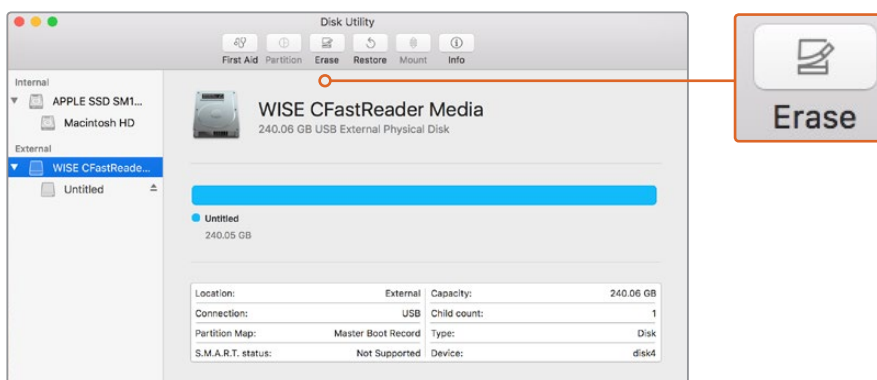 Disk Utility
First Aid Partition Erase Restore Mount Info
Erase
Internal
APPLE SSD SM1...
Macintosh HD
External
WISE CFastReade...
Untitled
WISE CFastReader Media
240.06 GB USB External Physical Disk
Untitled
240.05 GB
Location: External Capacity: 240.06 GB
Connection: USB Child count: 1
Partition Map: Master Boot Record Type: Disk
S.M.A.R.T. status: Not Supported Device: disk4